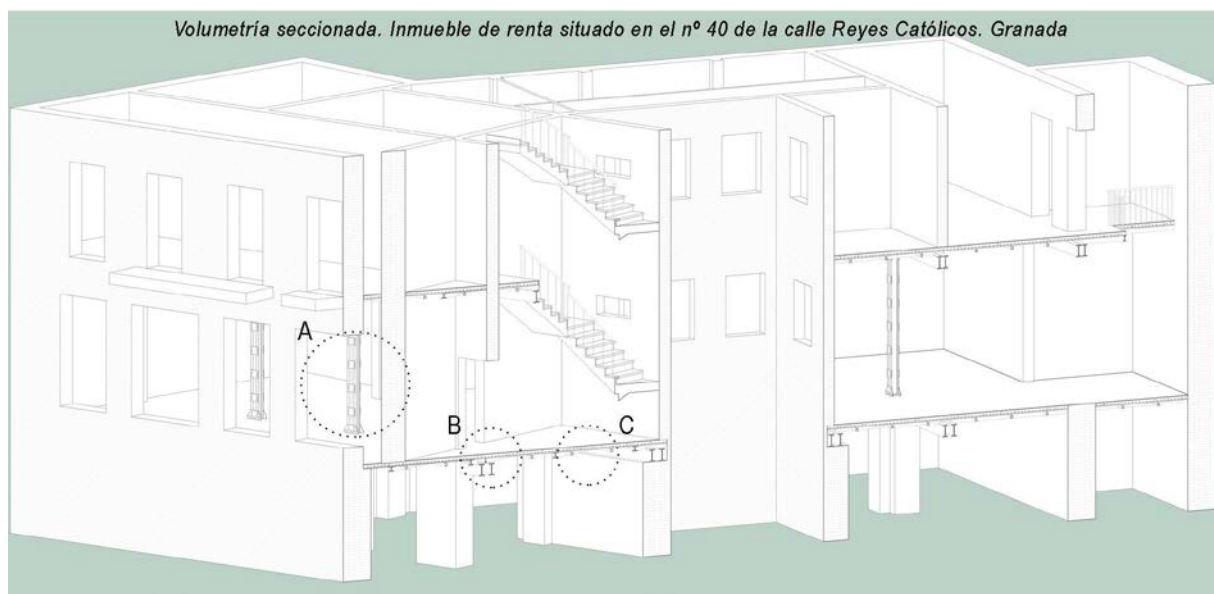 Volumetría seccionada. Inmueble de renta situado en el nº 40 de la calle Reyes Católicos. Granada
A
B
C